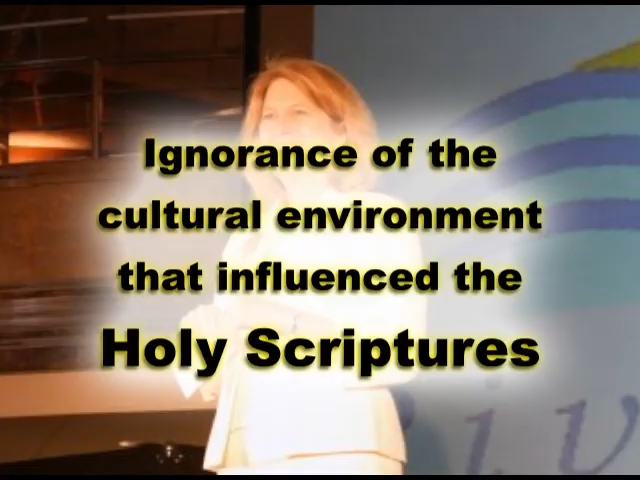 Ignorance of the
cultural environment
that influenced the
Holy Scriptures